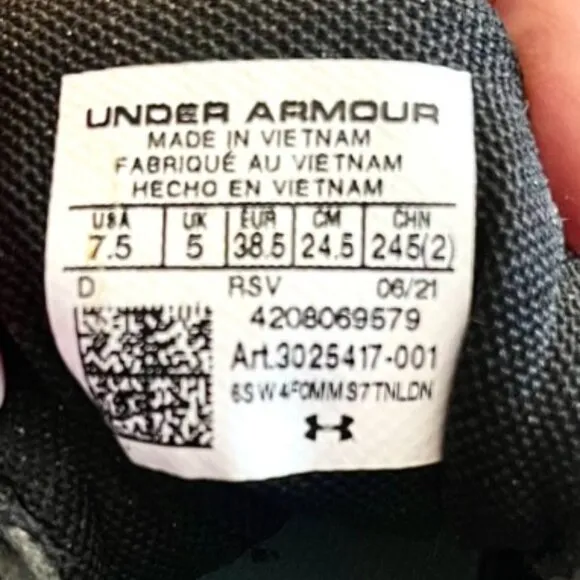 UNDER ARMOUR
MADE IN VIETNAM
FABRIQUÉ AU VIETNAM
HECHO EN VIETNAM
USA UK EUR CM CHN
7.5 5 38.5 24.5 245(2)
D RSV 06/21
4208069579
Art.3025417-001